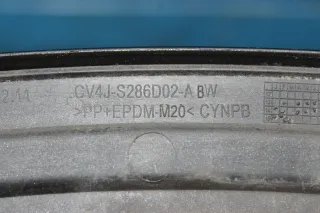 CV4J-S286D02-A BW
>PP+EPDM-M20< CYNPB